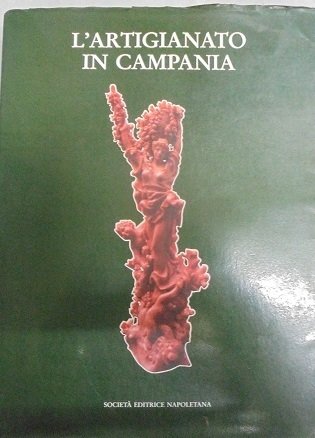 L'ARTIGIANATO
IN CAMPANIA
SOCIETÀ EDITRICE NAPOLETANA